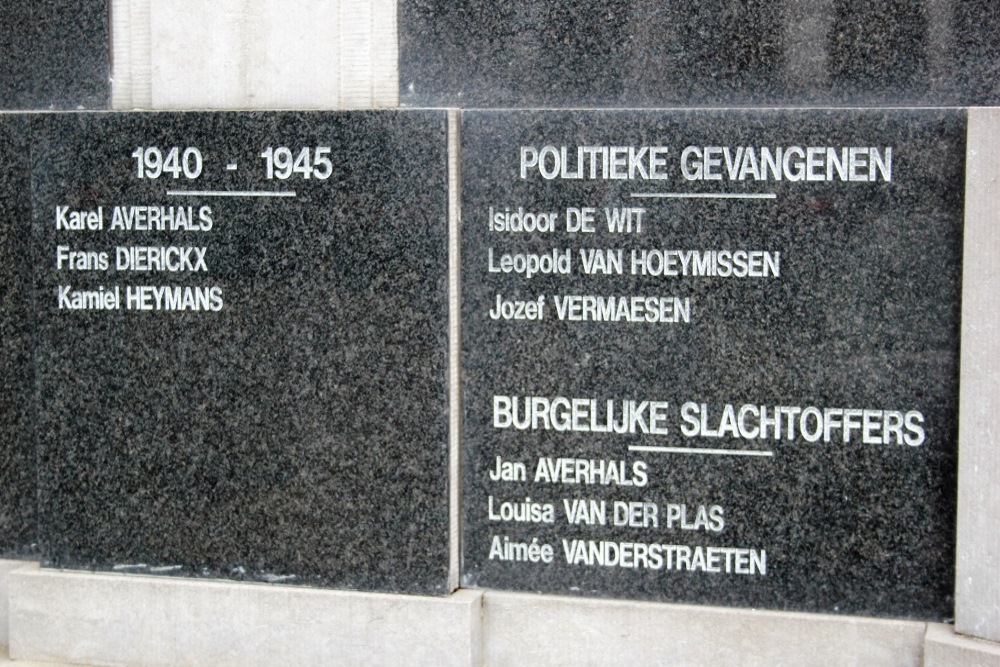 1940 - 1945
Karel AVERHALS
Frans DIERICKX
Kamiel HEYMANS
POLITIEKE GEVANGENEN
Isidoor DE WIT
Leopold VAN HOEYMISSEN
Jozef VERMAESEN
BURGELIJKE SLACHTOFFERS
Jan AVERHALS
Louisa VAN DER PLAS
Aimée VANDERSTRAETEN